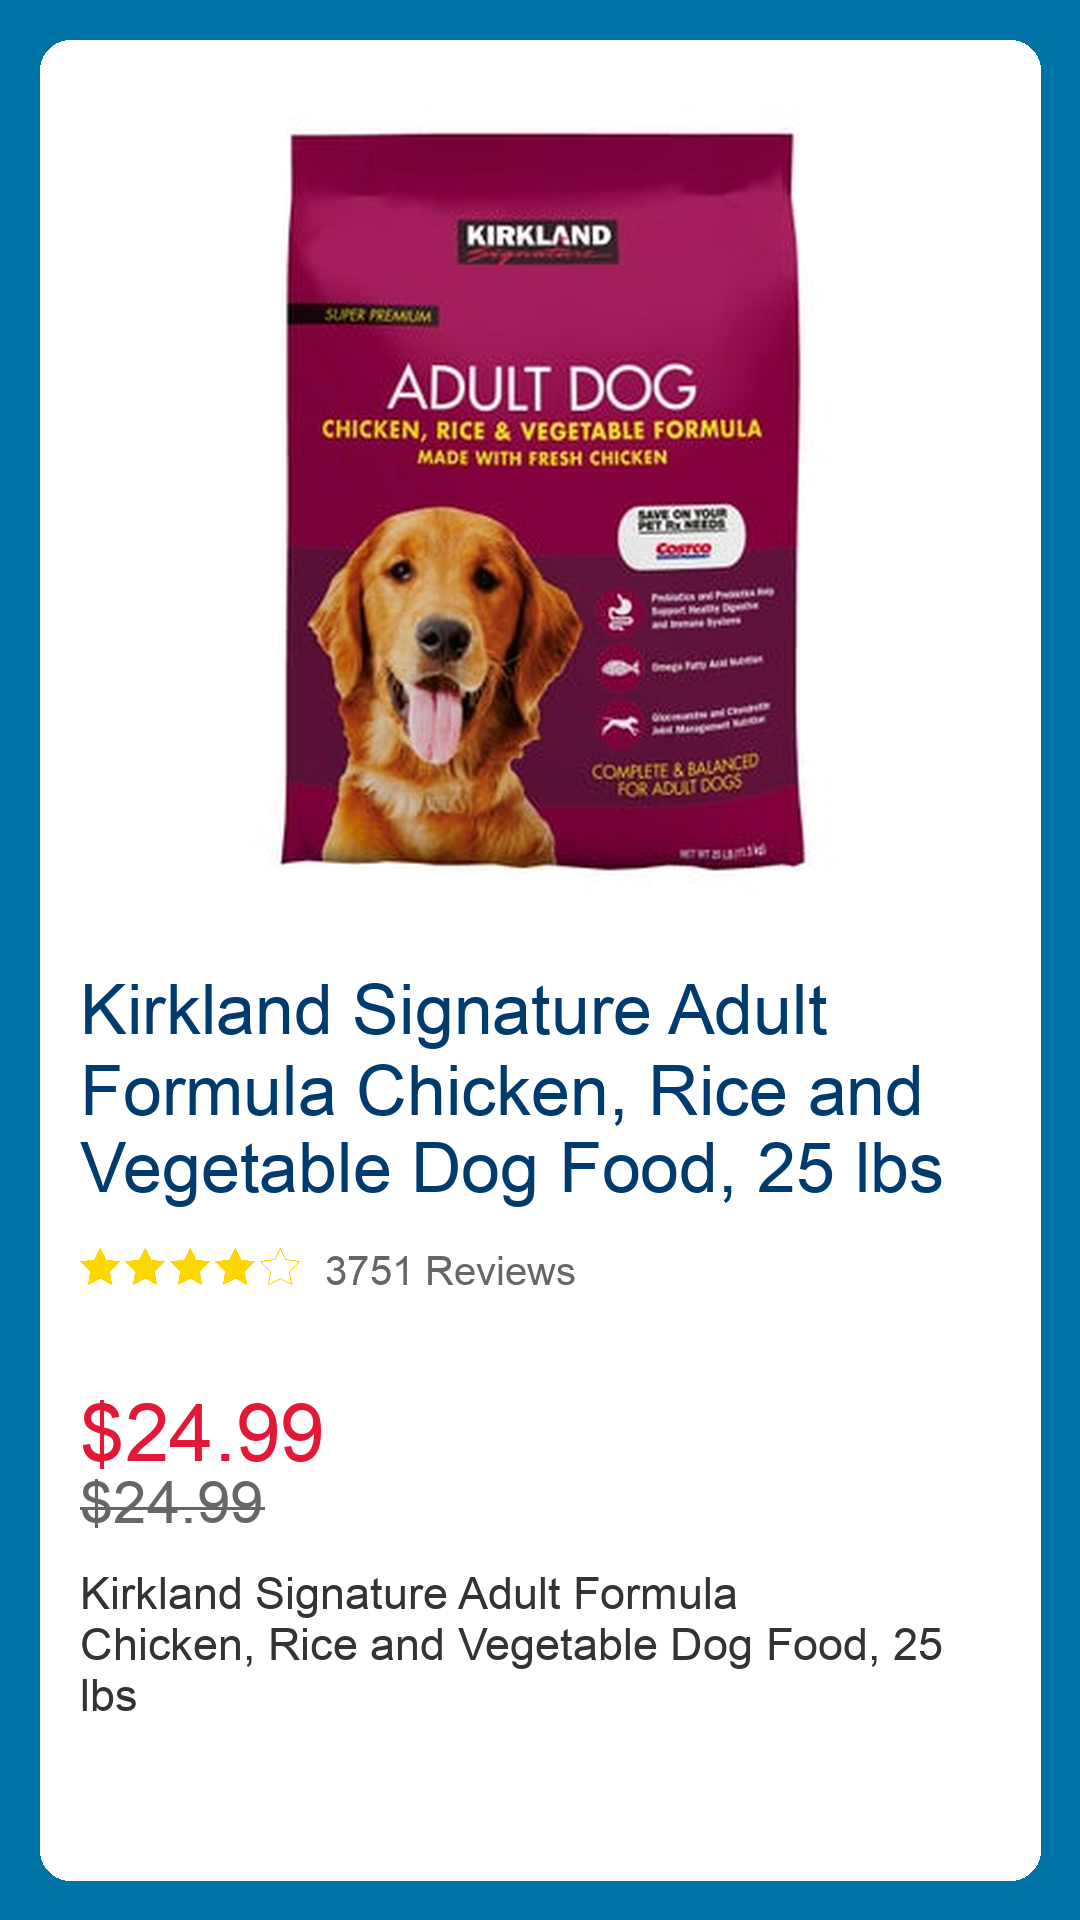 KIRKLAND
Signature
SUPER PREMIUM
ADULT DOG
CHICKEN, RICE & VEGETABLE FORMULA
MADE WITH FRESH CHICKEN
SAVE ON YOUR
PET Rx NEEDS
COSTCO
Probiotics and Prebiotics Help
Support Healthy Digestive
and Immune Systems
Omega Fatty Acid Nutrition
Glucosamine and Chondroitin
Joint Management Nutrition
COMPLETE & BALANCED
FOR ADULT DOGS
NET WT 25 LB (11.3 kg)
Kirkland Signature Adult
Formula Chicken, Rice and
Vegetable Dog Food, 25 lbs
3751 Reviews
$24.99
$24.99
Kirkland Signature Adult Formula
Chicken, Rice and Vegetable Dog Food, 25
lbs